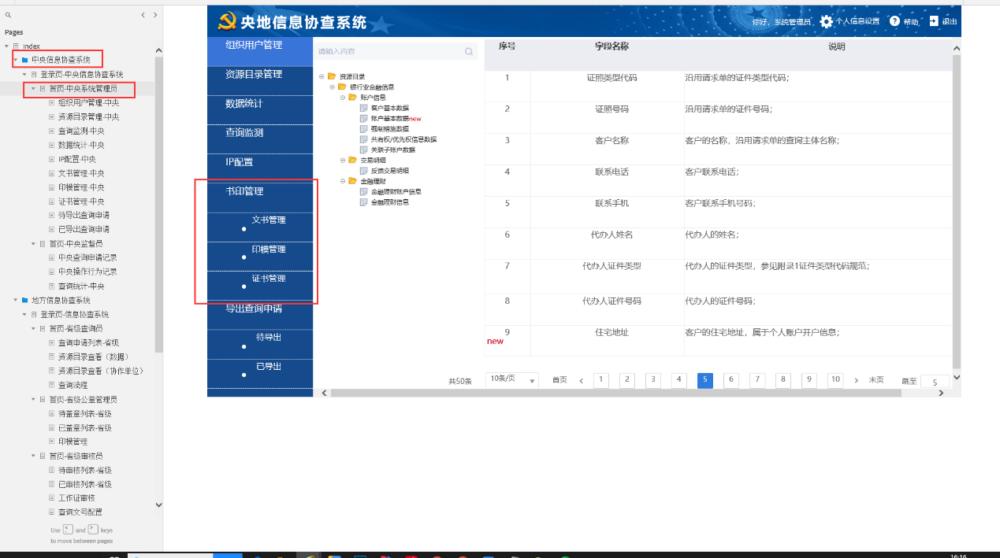 Pages
Index
中央信息协查系统
登录页-中央信息协查系统
首页-中央系统管理员
组织用户管理-中央
资源目录管理-中央
查询监测-中央
数据统计-中央
IP配置-中央
文书管理-中央
印模管理-中央
证书管理-中央
待导出查询申请
已导出查询申请
首页-中央监督员
中央查询申请记录
中央操作行为记录
查询统计-中央
地方信息协查系统
登录页-信息协查系统
首页-省级查询员
查询申请列表-省级
资源目录查看（数据）
资源目录查看（协作单位）
查询流程
首页-省级公章管理员
待盖章列表-省级
已盖章列表-省级
印模管理
首页-省级审核员
待审核列表-省级
已审核列表-省级
工作证审核
查询文号配置
Use < and > keys
to move between pages
央地信息协查系统
你好，系统管理员 个人信息设置 ? 帮助 退出
组织用户管理
资源目录管理
数据统计
查询监测
IP配置
书印管理
文书管理
印模管理
证书管理
导出查询申请
待导出
已导出
请输入内容
资源目录
银行业金融信息
账户信息
客户基本数据
账户基本数据new
强制措施数据
共有权/优先权信息数据
关联子账户数据
交易明细
反馈交易明细
金融理财
金融理财账户信息
金融理财信息
序号 字段名称 说明
1 证照类型代码 沿用请求单的证件类型代码；
2 证照号码 沿用请求单的证件号码；
3 客户名称 客户的名称，沿用请求单的查询主体名称；
4 联系电话 客户联系电话；
5 联系手机 客户联系手机号码；
6 代办人姓名 代办人的姓名；
7 代办人证件类型 代办人的证件类型，参见附录1证件类型代码规范；
8 代办人证件号码 代办人的证件号码；
9 住宅地址 客户的住宅地址，属于个人账户开户信息；
new
共50条 10条/页 首页 < 1 2 3 4 5 6 7 8 9 10 > 末页 跳至 5
16:16